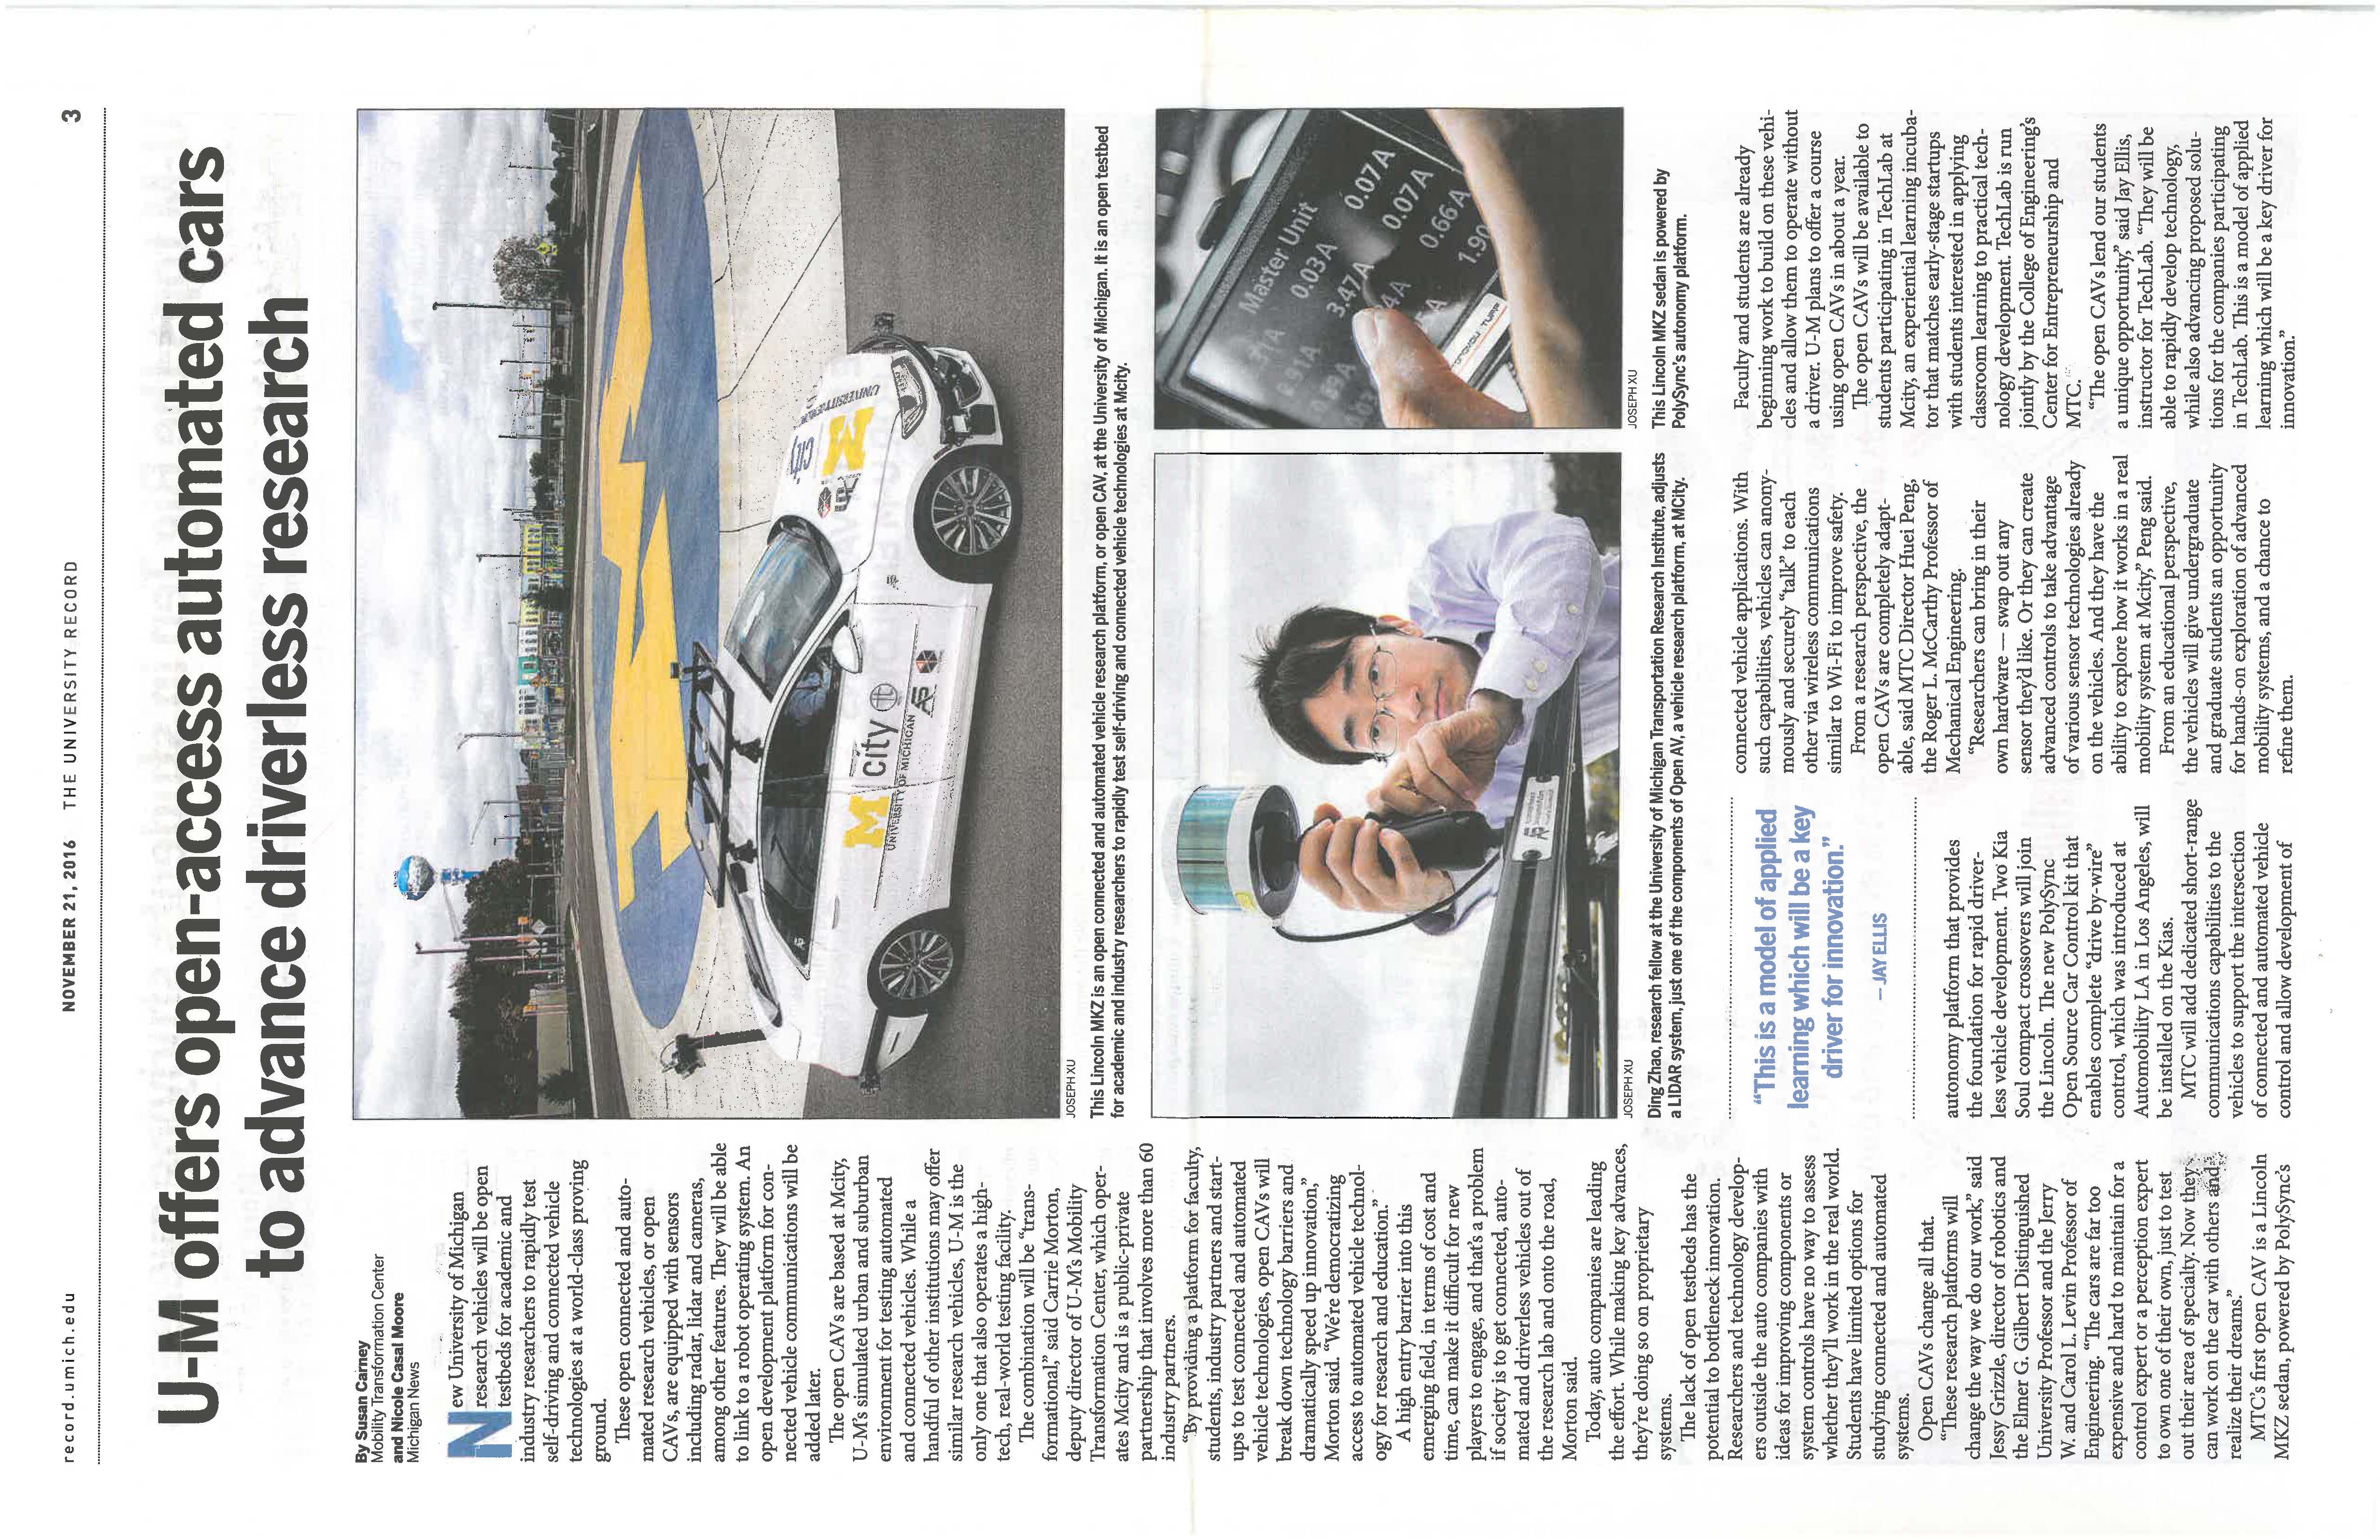 record.umich.edu
NOVEMBER 21, 2016 THE UNIVERSITY RECORD
3
U-M offers open-access automated cars
to advance driverless research
By Susan Carney
Mobility Transformation Center
and Nicole Casal Moore
Michigan News
New University of Michigan
research vehicles will be open
testbeds for academic and
industry researchers to rapidly test
self-driving and connected vehicle
technologies at a world-class proving
ground.
These open connected and auto-
mated research vehicles, or open
CAVs, are equipped with sensors
including radar, lidar and cameras,
among other features. They will be able
to link to a robot operating system. An
open development platform for con-
nected vehicle communications will be
added later.
The open CAVs are based at Mcity,
U-M's simulated urban and suburban
environment for testing automated
and connected vehicles. While a
handful of other institutions may offer
similar research vehicles, U-M is the
only one that also operates a high-
tech, real-world testing facility.
The combination will be “trans-
formational,” said Carrie Morton,
deputy director of U-M's Mobility
Transformation Center, which oper-
ates Mcity and is a public-private
partnership that involves more than 60
industry partners.
“By providing a platform for faculty,
students, industry partners and start-
ups to test connected and automated
vehicle technologies, open CAVs will
break down technology barriers and
dramatically speed up innovation,”
Morton said. “We're democratizing
access to automated vehicle technol-
ogy for research and education.”
A high entry barrier into this
emerging field, in terms of cost and
time, can make it difficult for new
players to engage, and that's a problem
if society is to get connected, auto-
mated and driverless vehicles out of
the research lab and onto the road,
Morton said.
Today, auto companies are leading
the effort. While making key advances,
they're doing so on proprietary
systems.
The lack of open testbeds has the
potential to bottleneck innovation.
Researchers and technology develop-
ers outside the auto companies with
ideas for improving components or
system controls have no way to assess
whether they'll work in the real world.
Students have limited options for
studying connected and automated
systems.
Open CAVs change all that.
“These research platforms will
change the way we do our work,” said
Jessy Grizzle, director of robotics and
the Elmer G. Gilbert Distinguished
University Professor and the Jerry
W. and Carol L. Levin Professor of
Engineering. “The cars are far too
expensive and hard to maintain for a
control expert or a perception expert
to own one of their own, just to test
out their area of specialty. Now they
can work on the car with others and
realize their dreams.”
MTC's first open CAV is a Lincoln
MKZ sedan, powered by PolySync's
M city
UNIVERSITY OF MICHIGAN
M city
JOSEPH XU
This Lincoln MKZ is an open connected and automated vehicle research platform, or open CAV, at the University of Michigan. It is an open testbed
for academic and industry researchers to rapidly test self-driving and connected vehicle technologies at Mcity.
JOSEPH XU
Ding Zhao, research fellow at the University of Michigan Transportation Research Institute, adjusts
a LIDAR system, just one of the components of Open AV, a vehicle research platform, at MCity.
Master Unit
0.03A 0.07A
3.47A 0.07A
0.66A
1.90
JOSEPH XU
This Lincoln MKZ sedan is powered by
PolySync's autonomy platform.
“This is a model of applied
learning which will be a key
driver for innovation.”
— JAY ELLIS
autonomy platform that provides
the foundation for rapid driver-
less vehicle development. Two Kia
Soul compact crossovers will join
the Lincoln. The new PolySync
Open Source Car Control kit that
enables complete “drive by-wire”
control, which was introduced at
Automobility LA in Los Angeles, will
be installed on the Kias.
MTC will add dedicated short-range
communications capabilities to the
vehicles to support the intersection
of connected and automated vehicle
control and allow development of
connected vehicle applications. With
such capabilities, vehicles can anony-
mously and securely “talk” to each
other via wireless communications
similar to Wi-Fi to improve safety.
From a research perspective, the
open CAVs are completely adapt-
able, said MTC Director Huei Peng,
the Roger L. McCarthy Professor of
Mechanical Engineering.
“Researchers can bring in their
own hardware — swap out any
sensor they'd like. Or they can create
advanced controls to take advantage
of various sensor technologies already
on the vehicles. And they have the
ability to explore how it works in a real
mobility system at Mcity,” Peng said.
From an educational perspective,
the vehicles will give undergraduate
and graduate students an opportunity
for hands-on exploration of advanced
mobility systems, and a chance to
refine them.
Faculty and students are already
beginning work to build on these vehi-
cles and allow them to operate without
a driver. U-M plans to offer a course
using open CAVs in about a year.
The open CAVs will be available to
students participating in TechLab at
Mcity, an experiential learning incuba-
tor that matches early-stage startups
with students interested in applying
classroom learning to practical tech-
nology development. TechLab is run
jointly by the College of Engineering's
Center for Entrepreneurship and
MTC.
“The open CAVs lend our students
a unique opportunity,” said Jay Ellis,
instructor for TechLab. “They will be
able to rapidly develop technology,
while also advancing proposed solu-
tions for the companies participating
in TechLab. This is a model of applied
learning which will be a key driver for
innovation.”